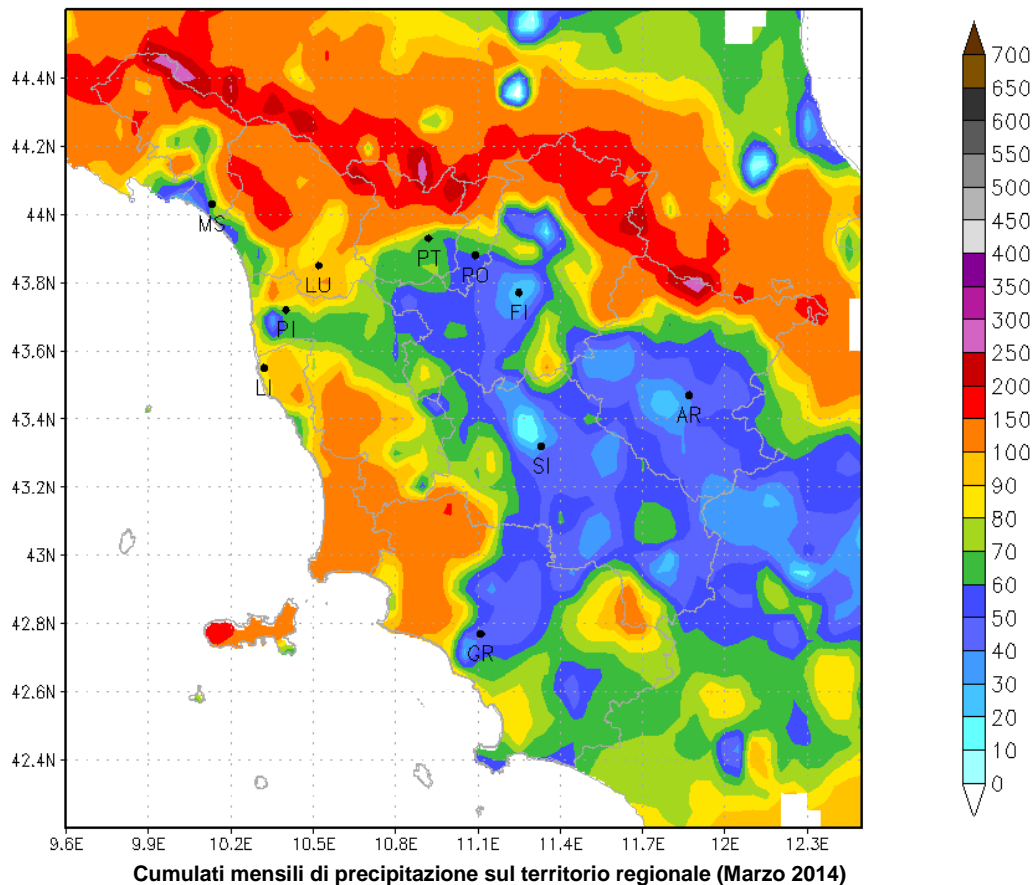 44.4N
44.2N
44N
43.8N
43.6N
43.4N
43.2N
43N
42.8N
42.6N
42.4N
9.6E 9.9E 10.2E 10.5E 10.8E 11.1E 11.4E 11.7E 12E 12.3E
MS
LU
PT
PO
FI
PI
LI
AR
SI
GR
700
650
600
550
500
450
400
350
300
250
200
150
100
90
80
70
60
50
40
30
20
10
0
Cumulati mensili di precipitazione sul territorio regionale (Marzo 2014)